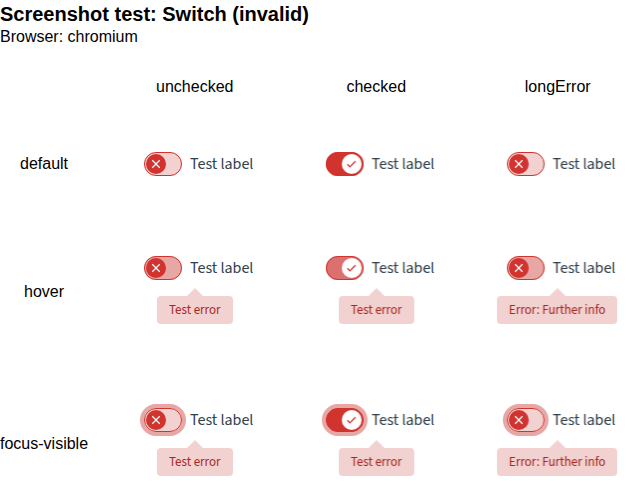 Screenshot test: Switch (invalid)
Browser: chromium
unchecked checked longError
default Test label Test label Test label
hover Test label Test label Test label
Test error Test error Error: Further info
focus-visible Test label Test label Test label
Test error Test error Error: Further info